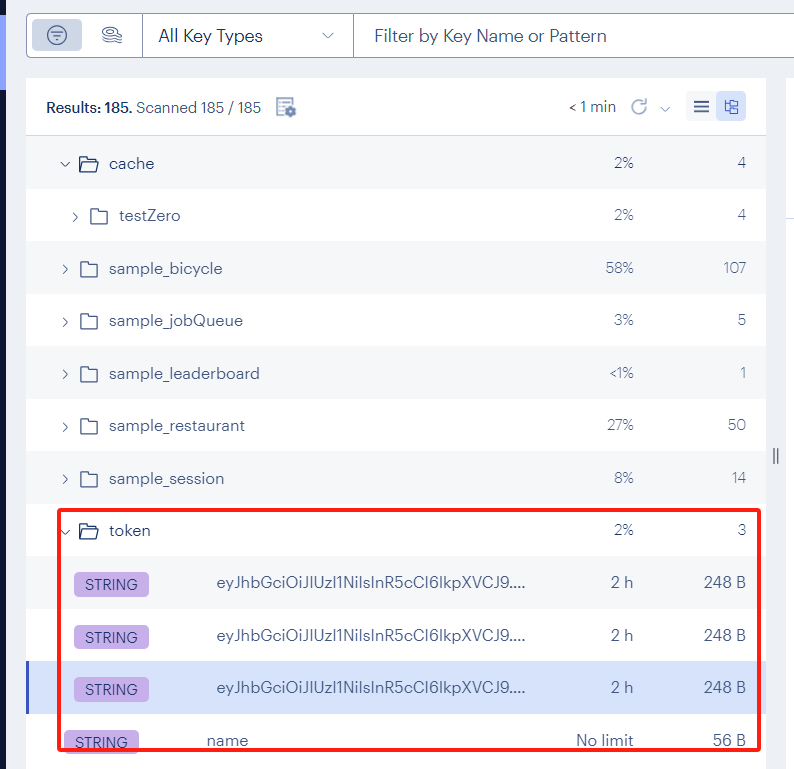 All Key Types Filter by Key Name or Pattern
Results: 185. Scanned 185 / 185 < 1 min
cache 2% 4
testZero 2% 4
sample_bicycle 58% 107
sample_jobQueue 3% 5
sample_leaderboard <1% 1
sample_restaurant 27% 50
sample_session 8% 14
token 2% 3
STRING eyJhbGciOiJIUzI1NiIsInR5cCI6IkpXVCJ9.... 2 h 248 B
STRING eyJhbGciOiJIUzI1NiIsInR5cCI6IkpXVCJ9.... 2 h 248 B
STRING eyJhbGciOiJIUzI1NiIsInR5cCI6IkpXVCJ9.... 2 h 248 B
STRING name No limit 56 B